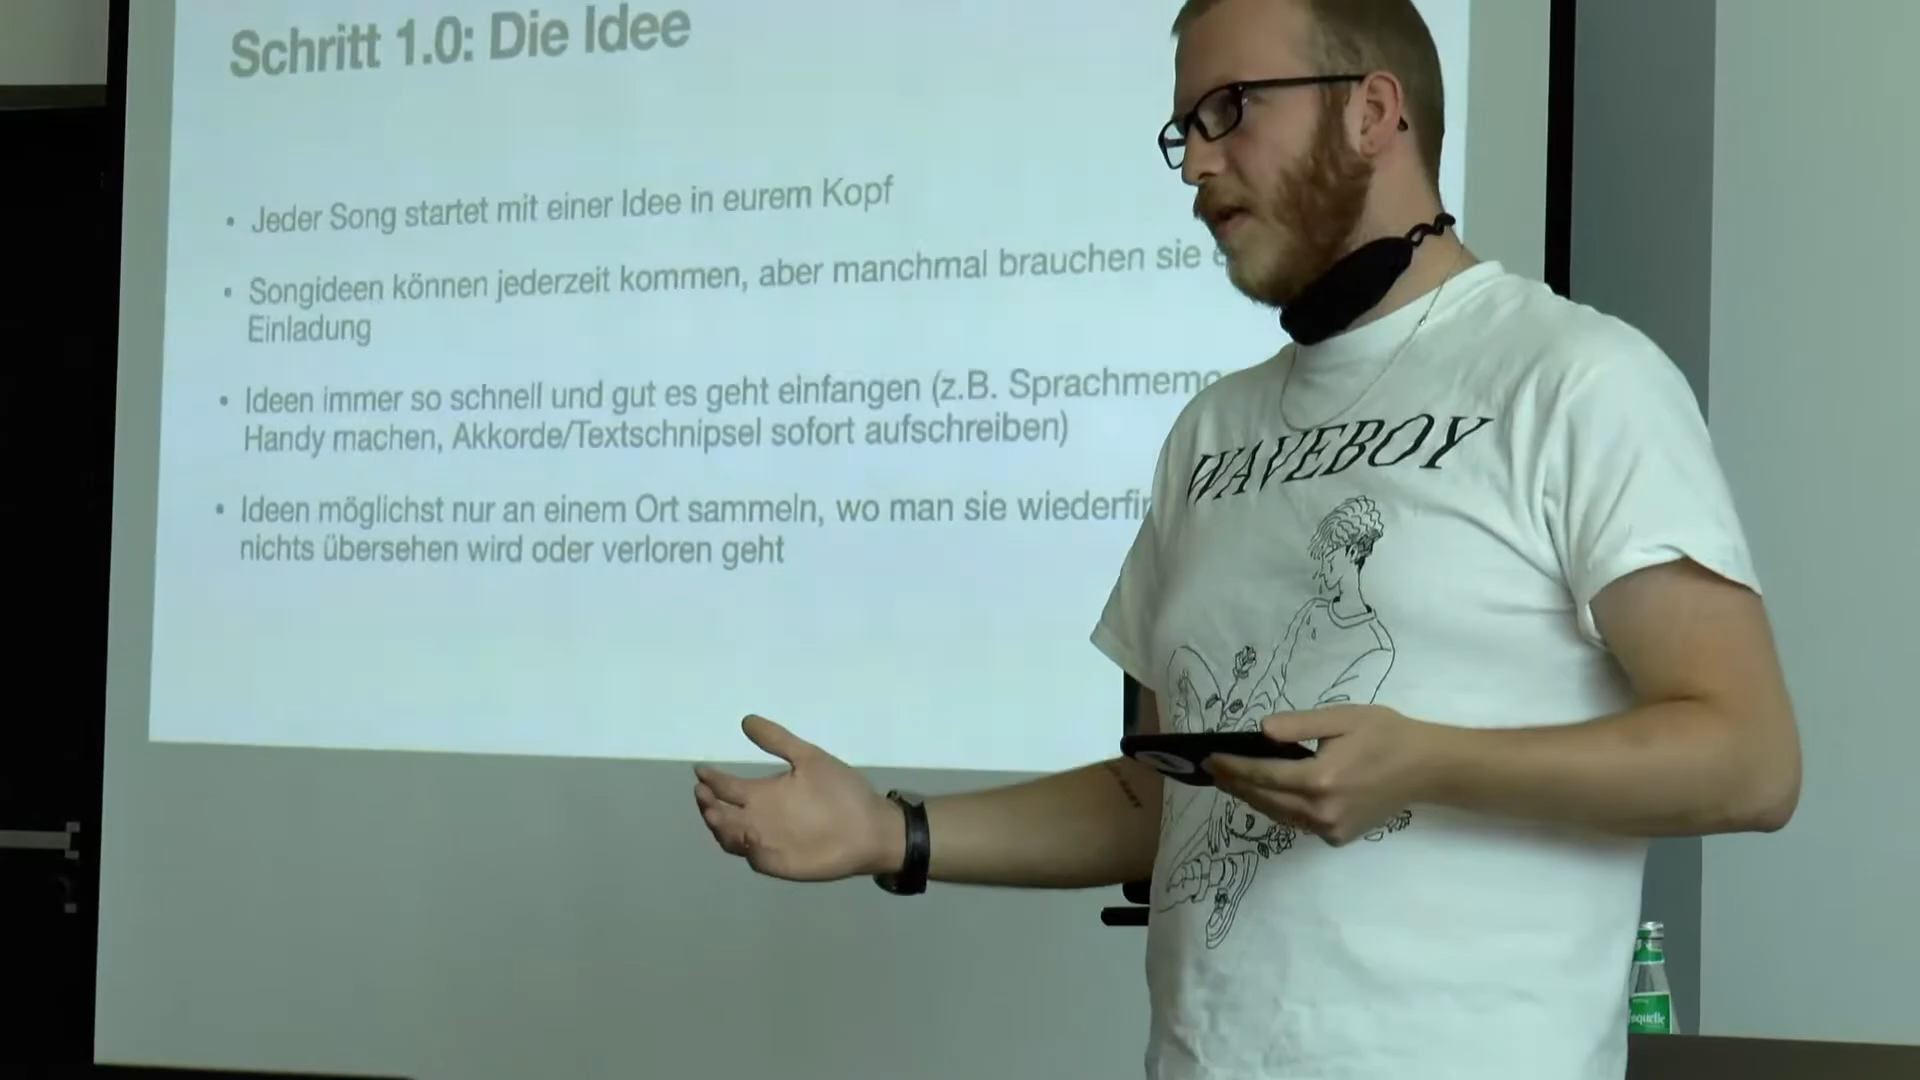 Schritt 1.0: Die Idee
• Jeder Song startet mit einer Idee in eurem Kopf
• Songideen können jederzeit kommen, aber manchmal brauchen sie
Einladung
• Ideen immer so schnell und gut es geht einfangen (z.B. Sprachmemo
Handy machen, Akkorde/Textschnipsel sofort aufschreiben)
• Ideen möglichst nur an einem Ort sammeln, wo man sie
nichts übersehen wird oder verloren geht
WAVEBOY